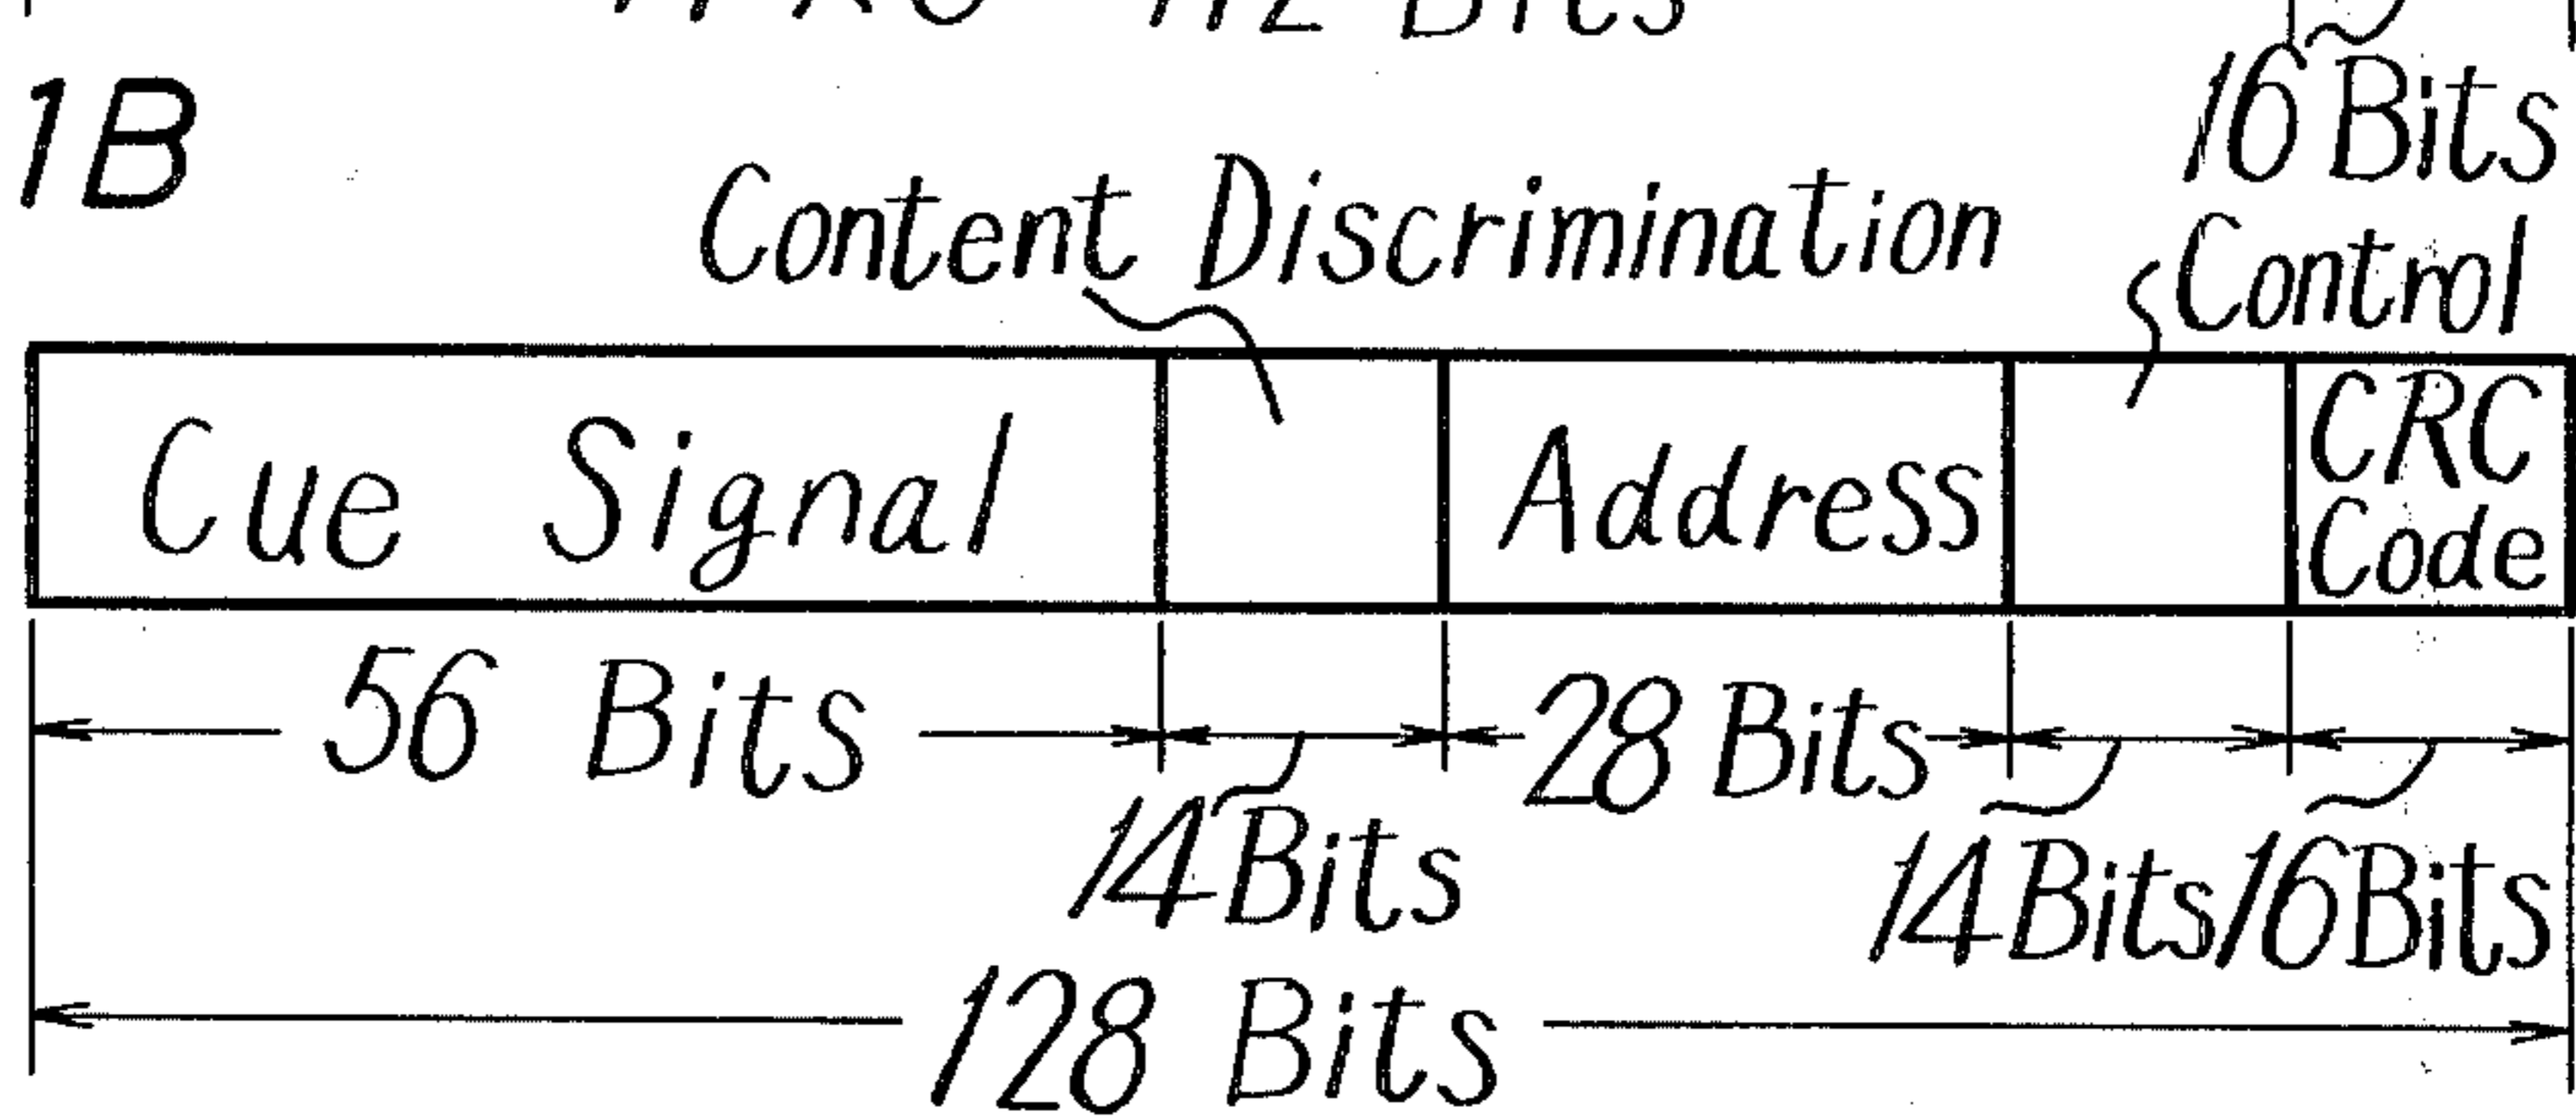 Bits
1B
16 Bits
Content Discrimination
Control
Cue Signal
Address
CRC
Code
56 Bits
28 Bits
14 Bits
14 Bits
16 Bits
128 Bits